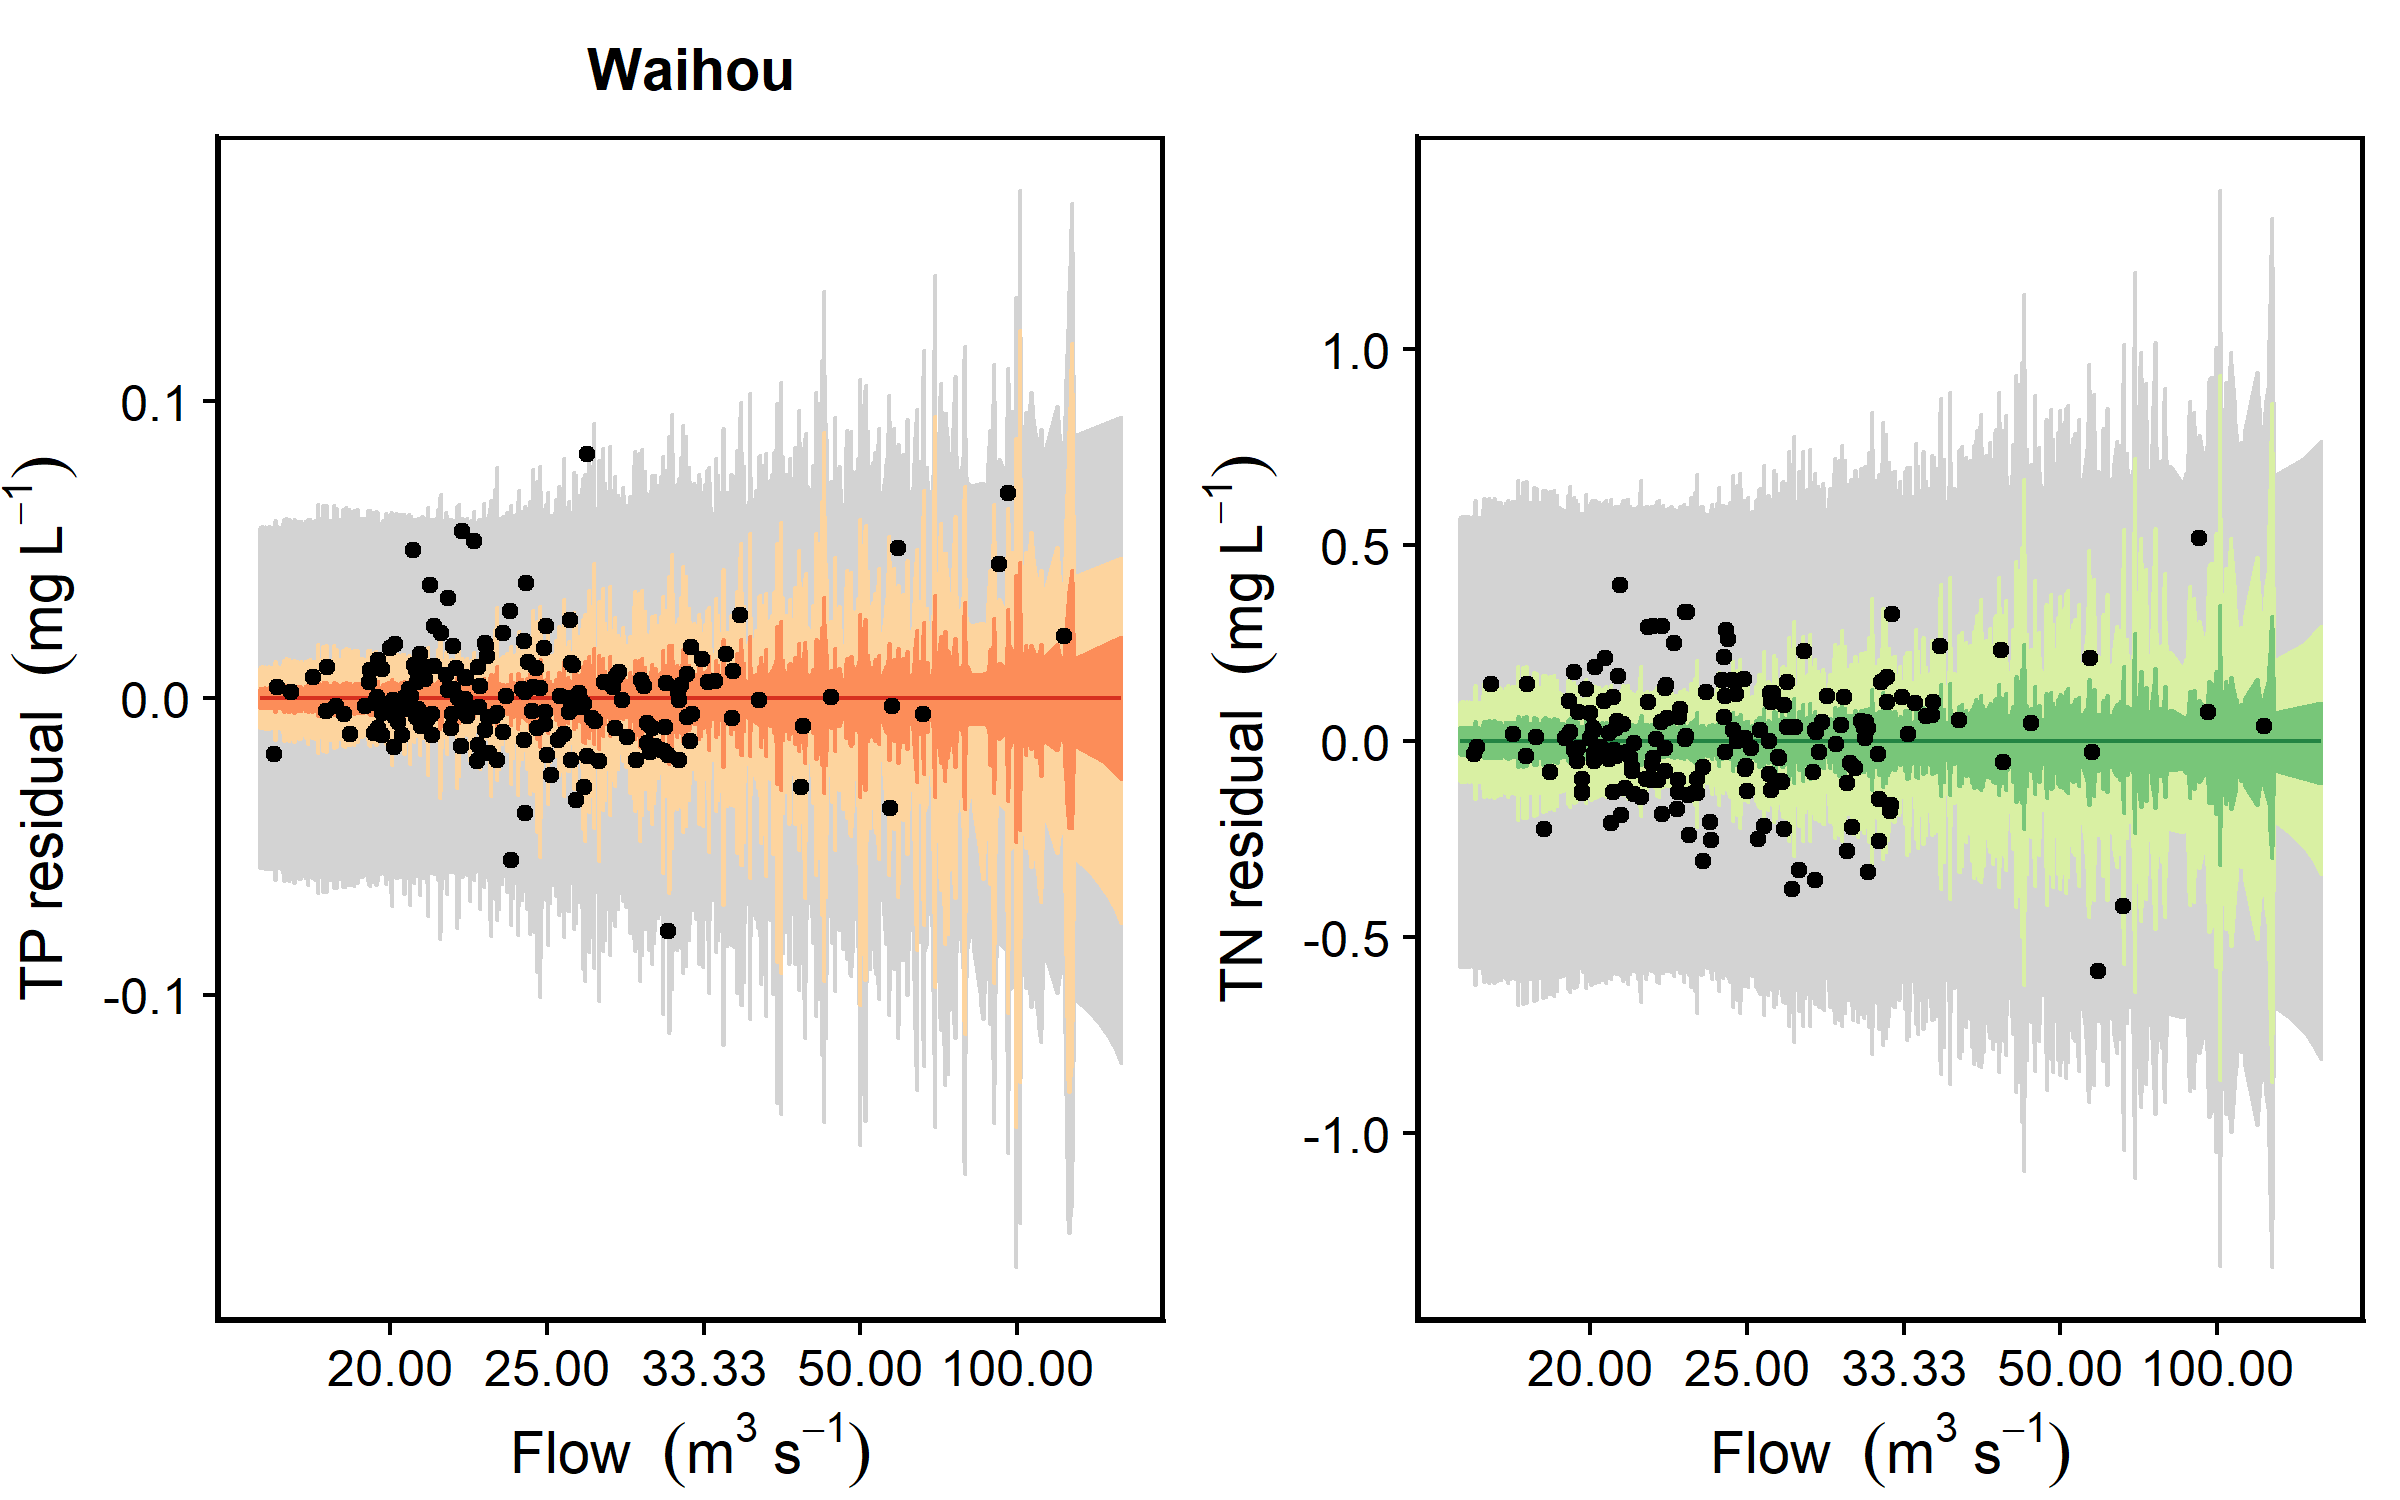 Waihou
TP residual (mg L⁻¹)
0.1
0.0
-0.1
20.00 25.00 33.33 50.00 100.00
Flow (m³ s⁻¹)
TN residual (mg L⁻¹)
1.0
0.5
0.0
-0.5
-1.0
20.00 25.00 33.33 50.00 100.00
Flow (m³ s⁻¹)